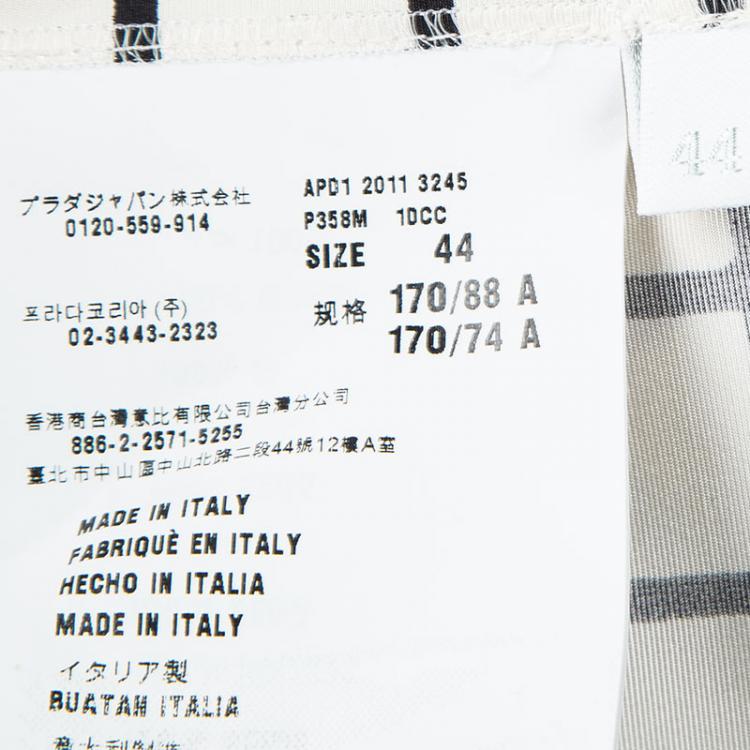 プラダジャパン株式会社
0120-559-914
APD1 2011 3245
P358M 1DCC
SIZE 44
规格 170/88 A
170/74 A
프라다코리아 (주)
02-3443-2323
香港商台灣意比有限公司台灣分公司
886-2-2571-5255
臺北市中山區中山北路二段44號12樓A室
MADE IN ITALY
FABRIQUÈ EN ITALY
HECHO IN ITALIA
MADE IN ITALY
イタリア製
BUATAN ITALIA
44